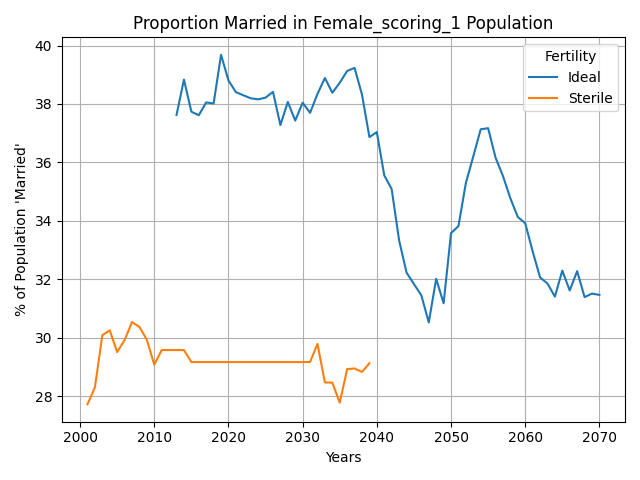 Proportion Married in Female_scoring_1 Population
% of Population 'Married'
40
38
36
34
32
30
28
Fertility
Ideal
Sterile
2000 2010 2020 2030 2040 2050 2060 2070
Years